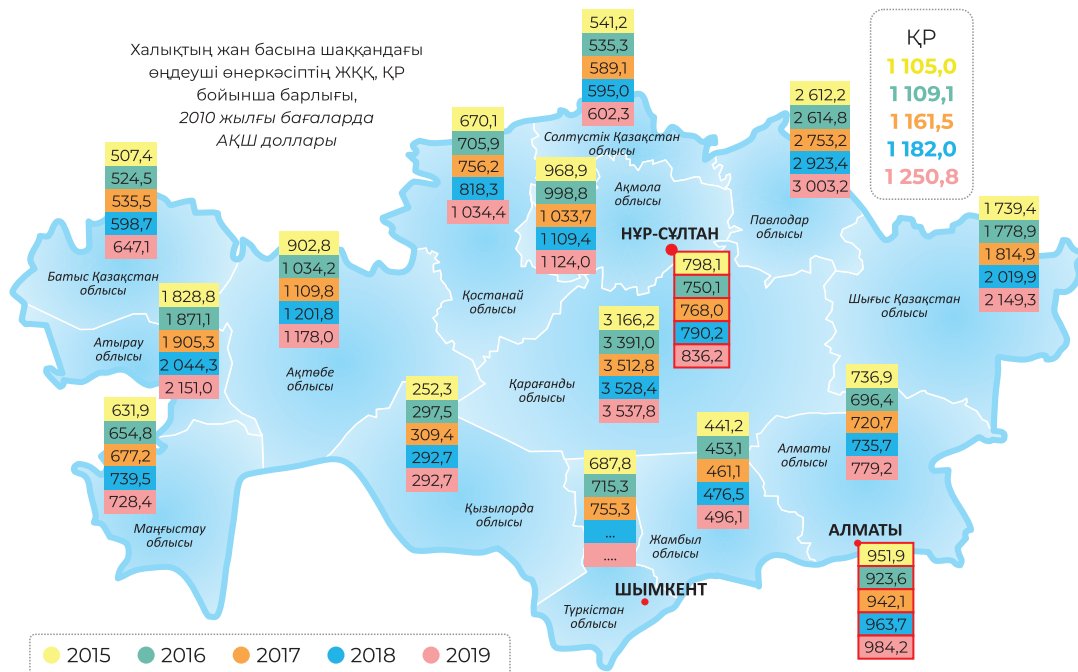 Халықтың жан басына шаққандағы
өңдеуші өнеркәсіптің ЖҚҚ, ҚР
бойынша барлығы,
2010 жылғы бағаларда
АҚШ доллары
ҚР
1 105,0
1 109,1
1 161,5
1 182,0
1 250,8
541,2
535,3
589,1
595,0
602,3
Солтүстік Қазақстан
облысы
2 612,2
2 614,8
2 753,2
2 923,4
3 003,2
Павлодар
облысы
670,1
705,9
756,2
818,3
1 034,4
Қостанай
облысы
507,4
524,5
535,5
598,7
647,1
Батыс Қазақстан
облысы
968,9
998,8
1 033,7
1 109,4
1 124,0
Ақмола
облысы
НҰР-СҰЛТАН
798,1
750,1
768,0
790,2
836,2
1 739,4
1 778,9
1 814,9
2 019,9
2 149,3
Шығыс Қазақстан
облысы
902,8
1 034,2
1 109,8
1 201,8
1 178,0
Ақтөбе
облысы
1 828,8
1 871,1
1 905,3
2 044,3
2 151,0
Атырау
облысы
3 166,2
3 391,0
3 512,8
3 528,4
3 537,8
Қарағанды
облысы
631,9
654,8
677,2
739,5
728,4
Маңғыстау
облысы
252,3
297,5
309,4
292,7
292,7
Қызылорда
облысы
687,8
715,3
755,3
...
....
ШЫМКЕНТ
Түркістан
облысы
441,2
453,1
461,1
476,5
496,1
Жамбыл
облысы
736,9
696,4
720,7
735,7
779,2
Алматы
облысы
АЛМАТЫ
951,9
923,6
942,1
963,7
984,2
2015
2016
2017
2018
2019